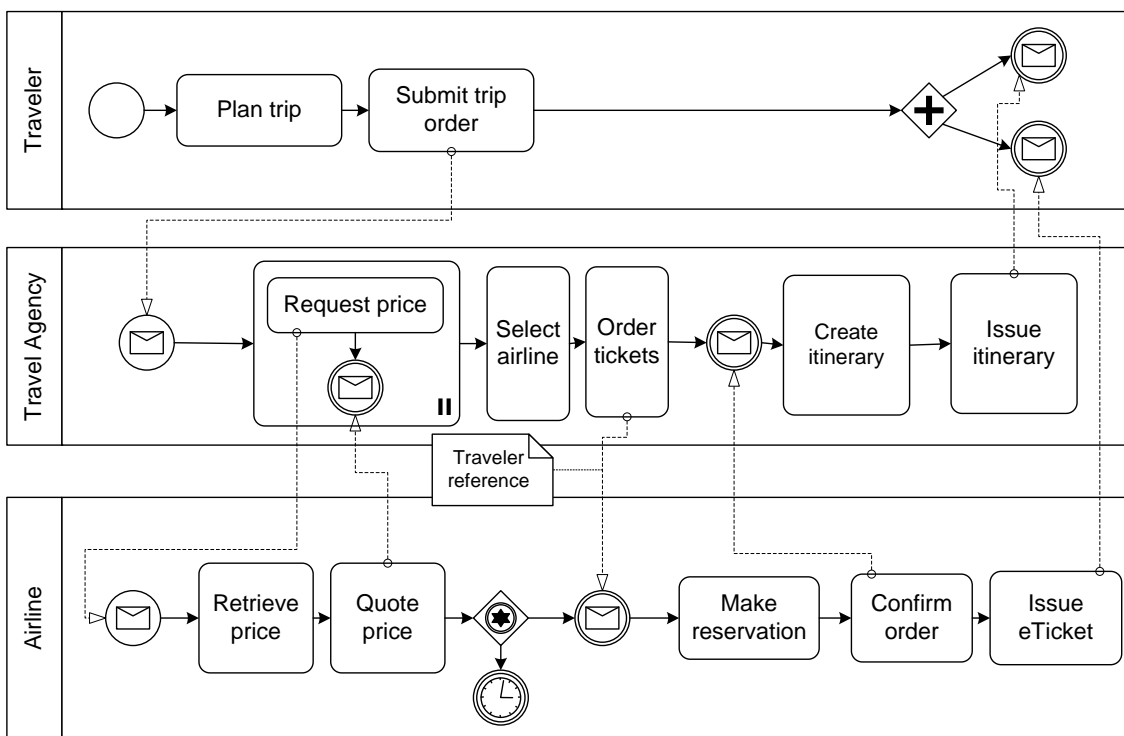 Traveler
Plan trip
Submit trip
order
Travel Agency
Request price
Select
airline
Order
tickets
Create
itinerary
Issue
itinerary
Traveler
reference
Airline
Retrieve
price
Quote
price
Make
reservation
Confirm
order
Issue
eTicket